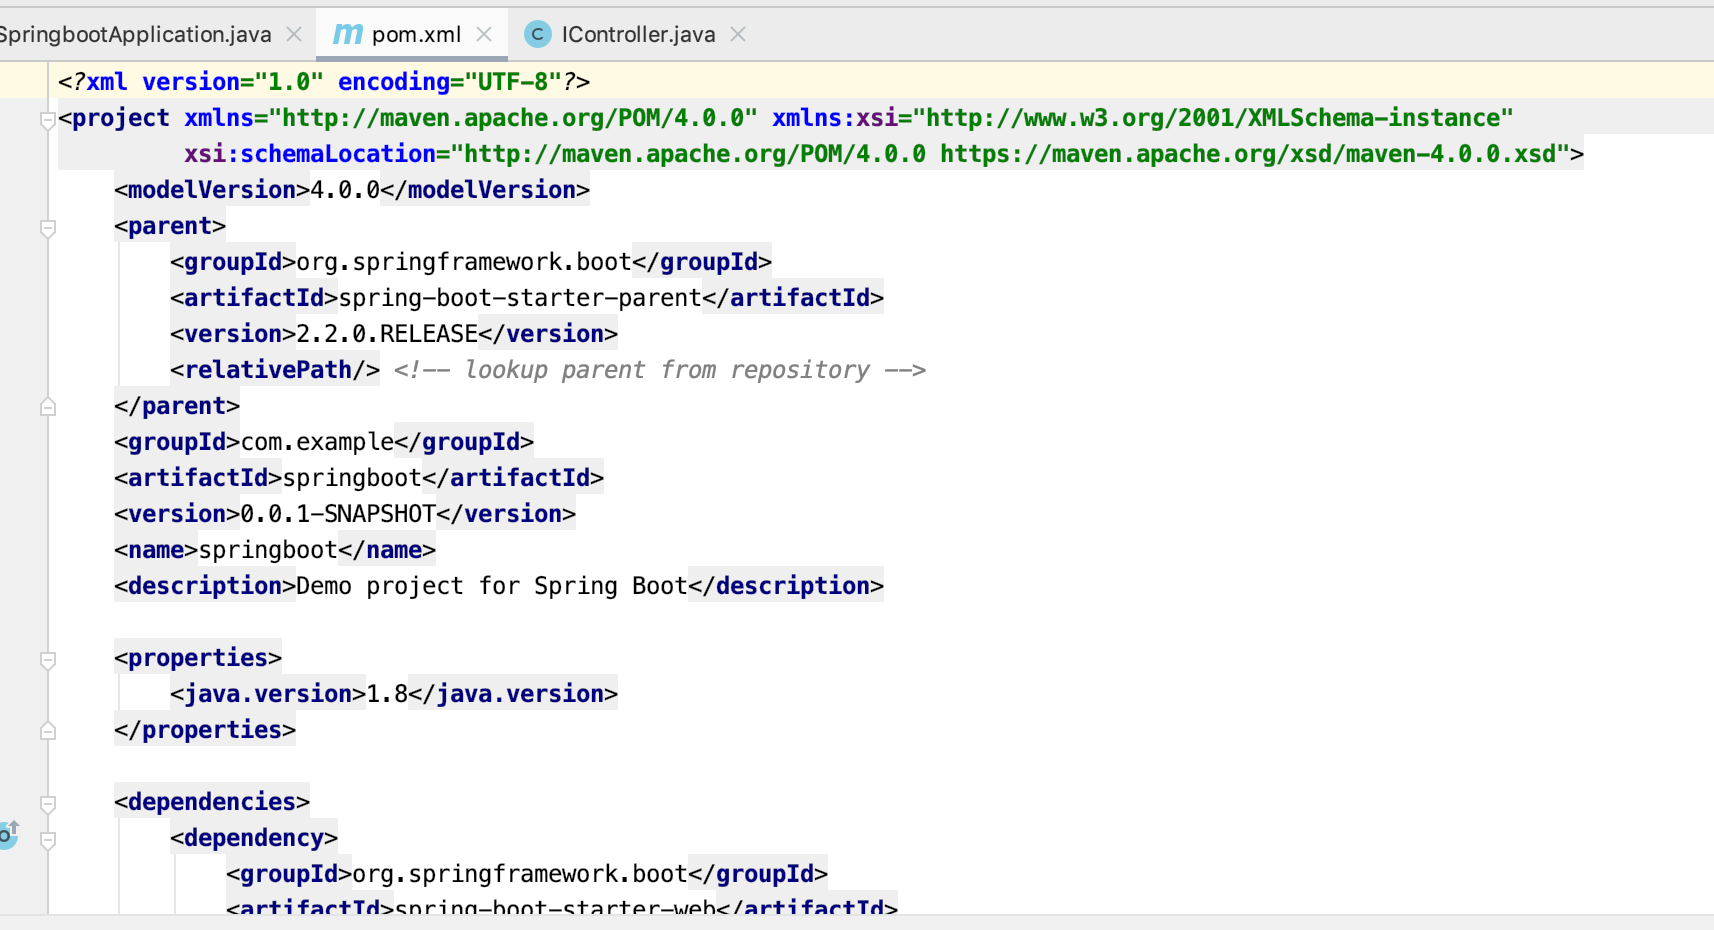 SpringbootApplication.java
m pom.xml
C IController.java
<?xml version="1.0" encoding="UTF-8"?>
<project xmlns="http://maven.apache.org/POM/4.0.0" xmlns:xsi="http://www.w3.org/2001/XMLSchema-instance"
xsi:schemaLocation="http://maven.apache.org/POM/4.0.0 https://maven.apache.org/xsd/maven-4.0.0.xsd">
<modelVersion>4.0.0</modelVersion>
<parent>
<groupId>org.springframework.boot</groupId>
<artifactId>spring-boot-starter-parent</artifactId>
<version>2.2.0.RELEASE</version>
<relativePath/> <!-- lookup parent from repository -->
</parent>
<groupId>com.example</groupId>
<artifactId>springboot</artifactId>
<version>0.0.1-SNAPSHOT</version>
<name>springboot</name>
<description>Demo project for Spring Boot</description>
<properties>
<java.version>1.8</java.version>
</properties>
<dependencies>
<dependency>
<groupId>org.springframework.boot</groupId>
<artifactId>spring-boot-starter-web</artifactId>